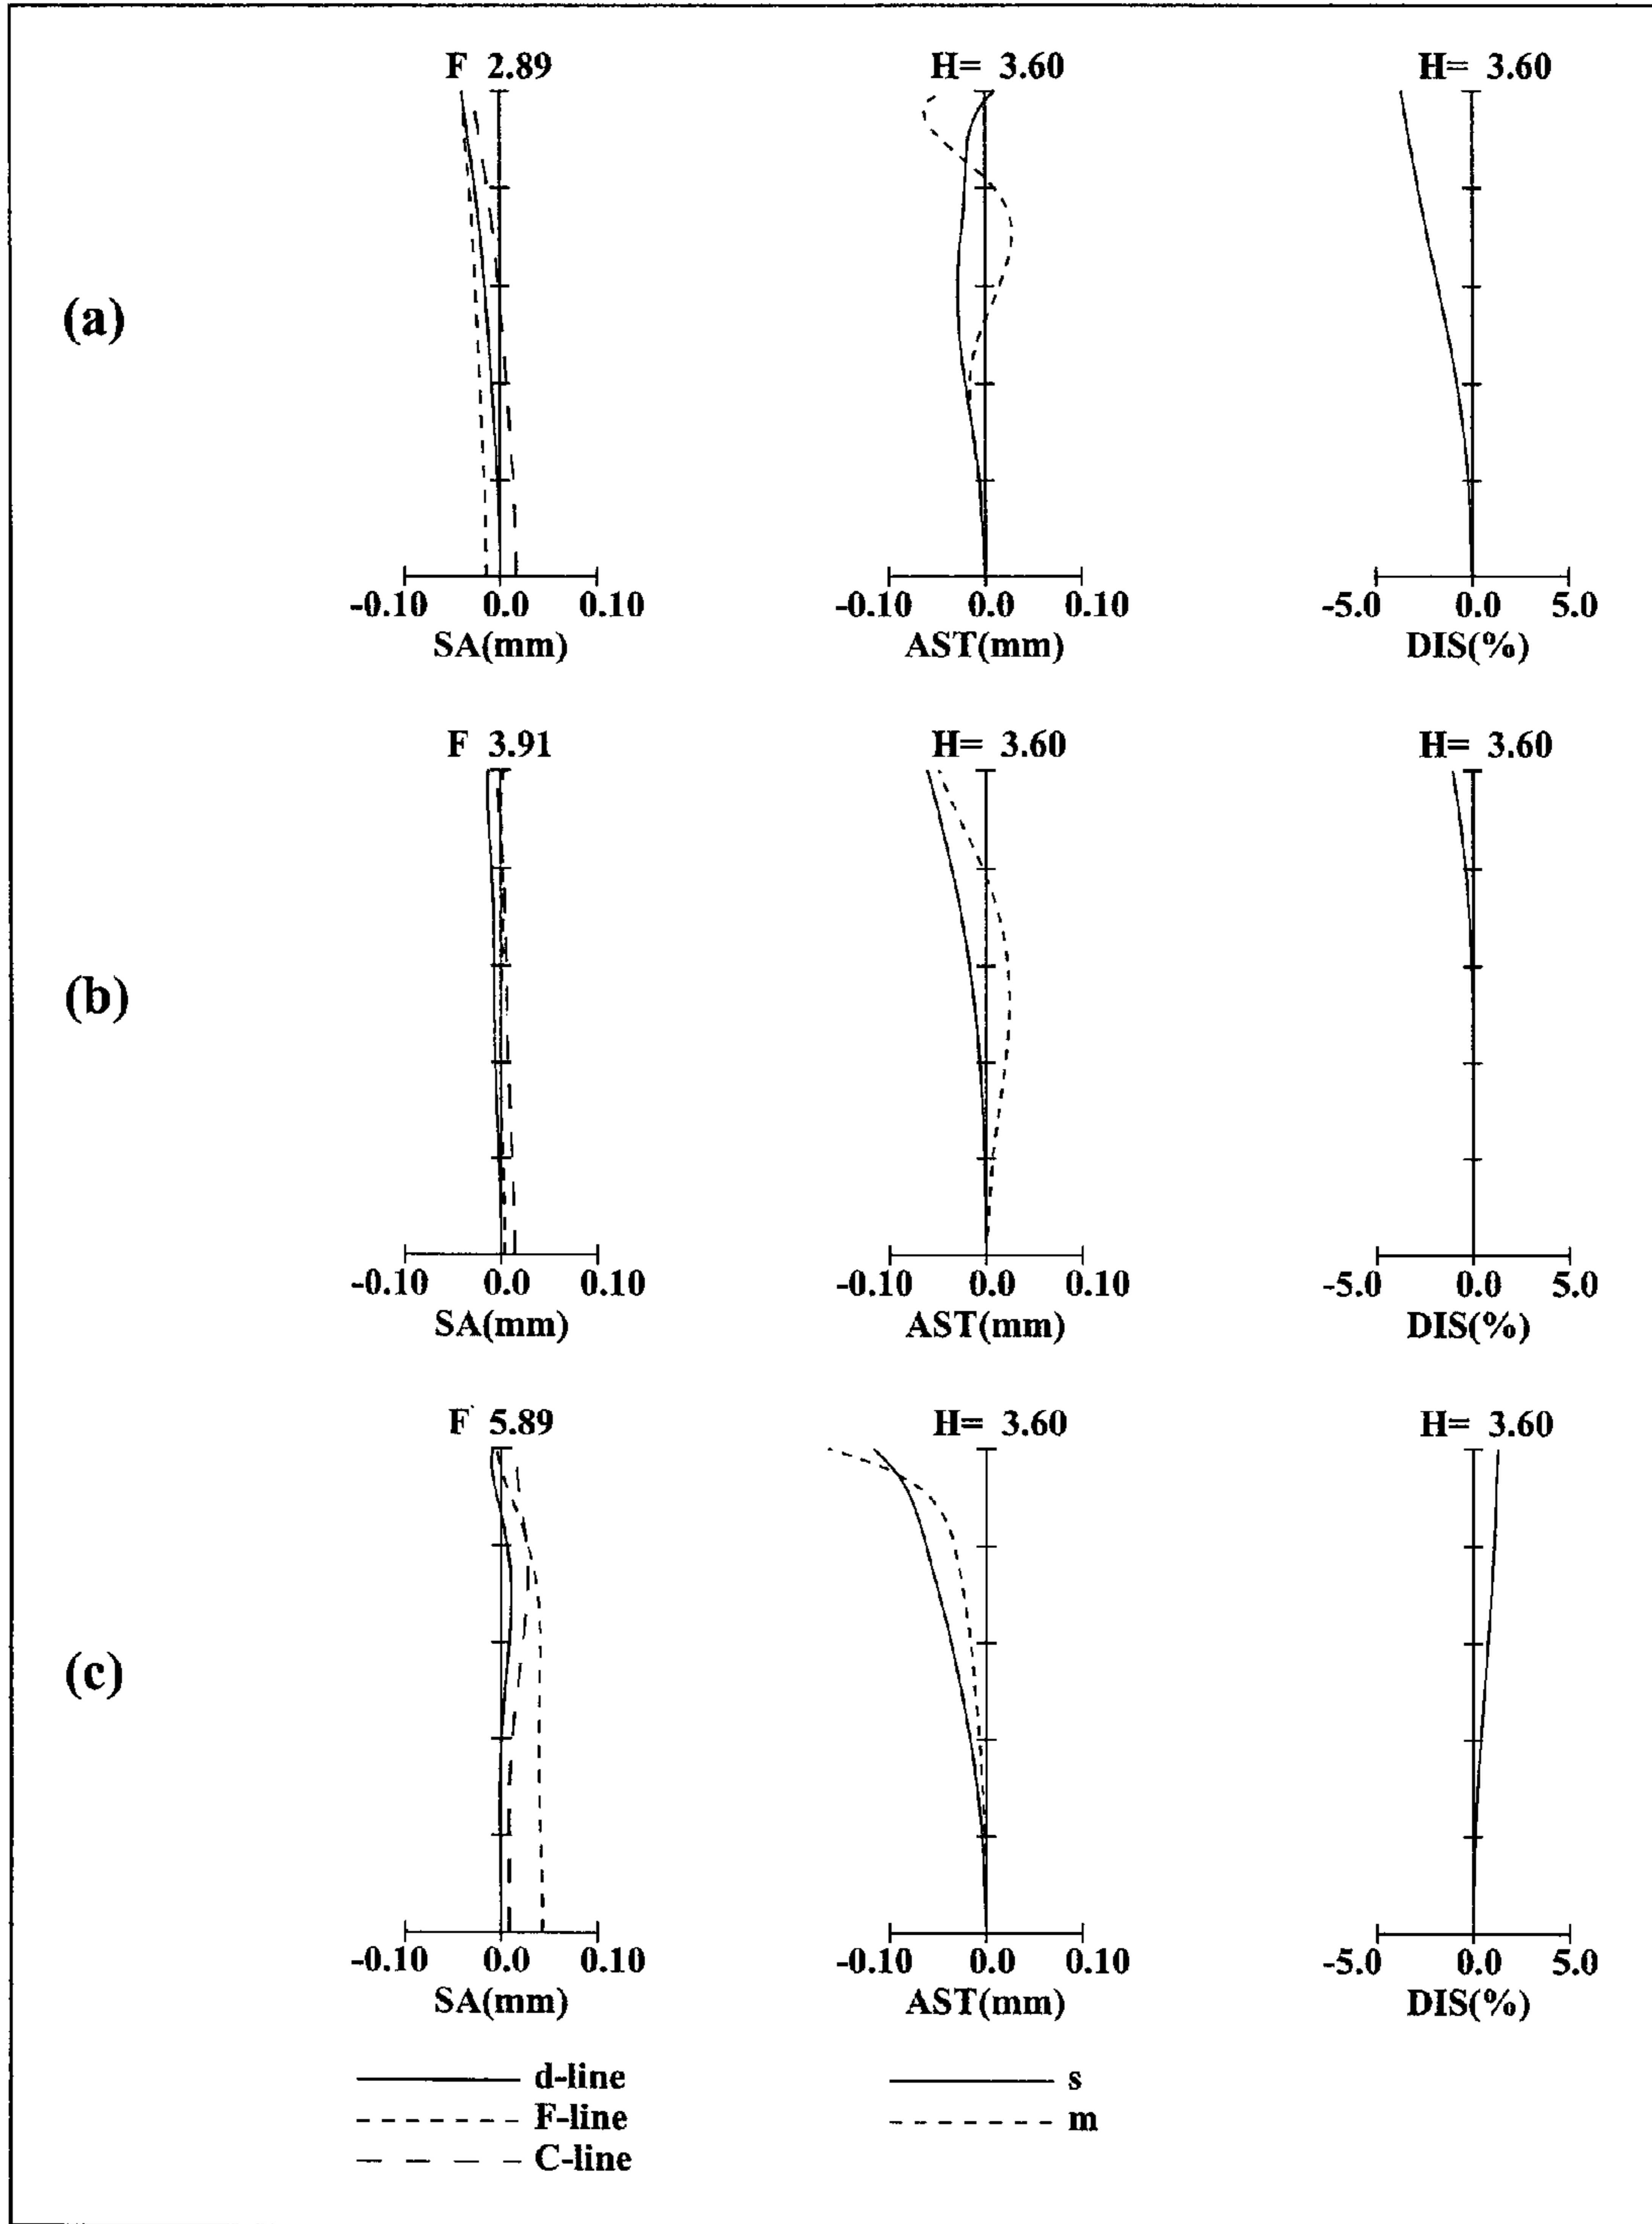 F 2.89 H= 3.60 H= 3.60
(a)
-0.10 0.0 0.10 -0.10 0.0 0.10 -5.0 0.0 5.0
SA(mm) AST(mm) DIS(%)
F 3.91 H= 3.60 H= 3.60
(b)
-0.10 0.0 0.10 -0.10 0.0 0.10 -5.0 0.0 5.0
SA(mm) AST(mm) DIS(%)
F 5.89 H= 3.60 H= 3.60
(c)
-0.10 0.0 0.10 -0.10 0.0 0.10 -5.0 0.0 5.0
SA(mm) AST(mm) DIS(%)
d-line s
F-line m
C-line